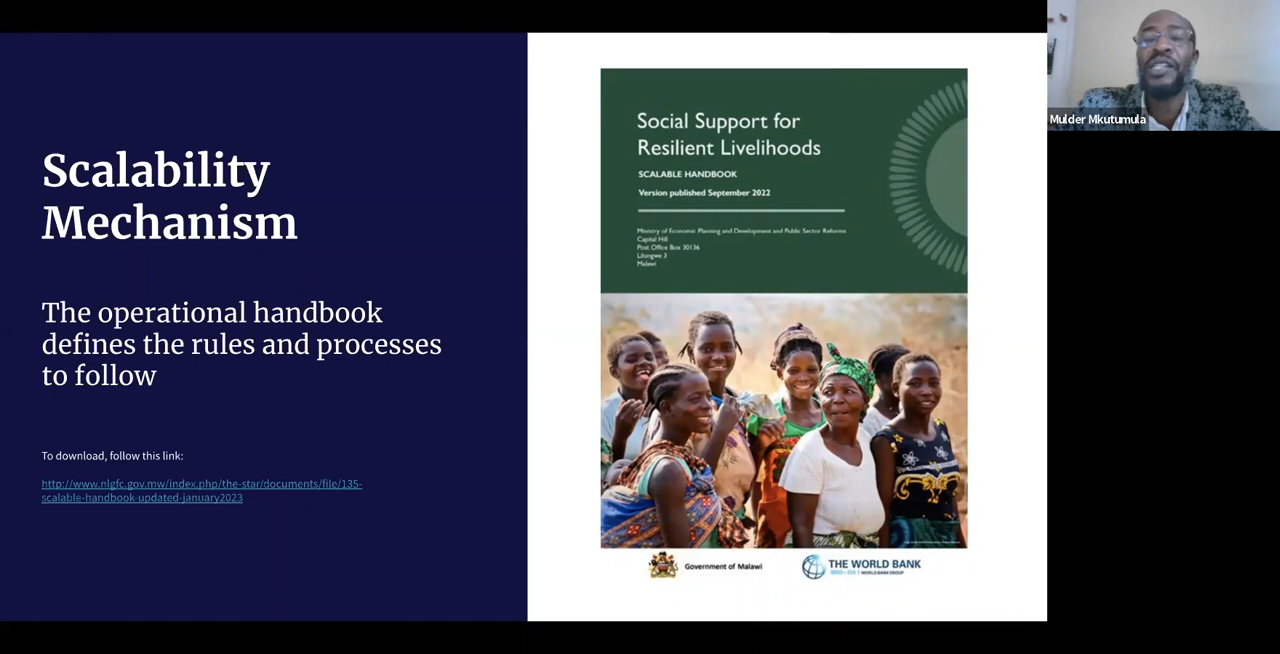 Scalability
Mechanism
The operational handbook
defines the rules and processes
to follow
To download, follow this link:
http://www.nlgfc.gov.mw/index.php/the-star/documents/file/135-
scalable-handbook-updated-january2023
Social Support for
Resilient Livelihoods
SCALABLE HANDBOOK
Version published September 2022
Ministry of Economic Planning and Development and Public Sector Reforms
Capital Hill
Post Office Box 30136
Lilongwe 3
Malawi
Government of Malawi
THE WORLD BANK
IBRD • IDA | WORLD BANK GROUP
Mulder Mkutumula